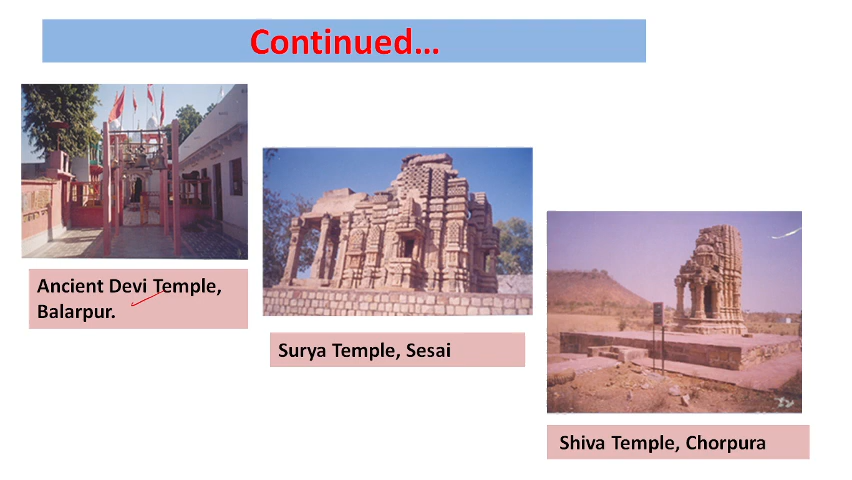 Continued…
Ancient Devi Temple,
Balarpur.
Surya Temple, Sesai
Shiva Temple, Chorpura